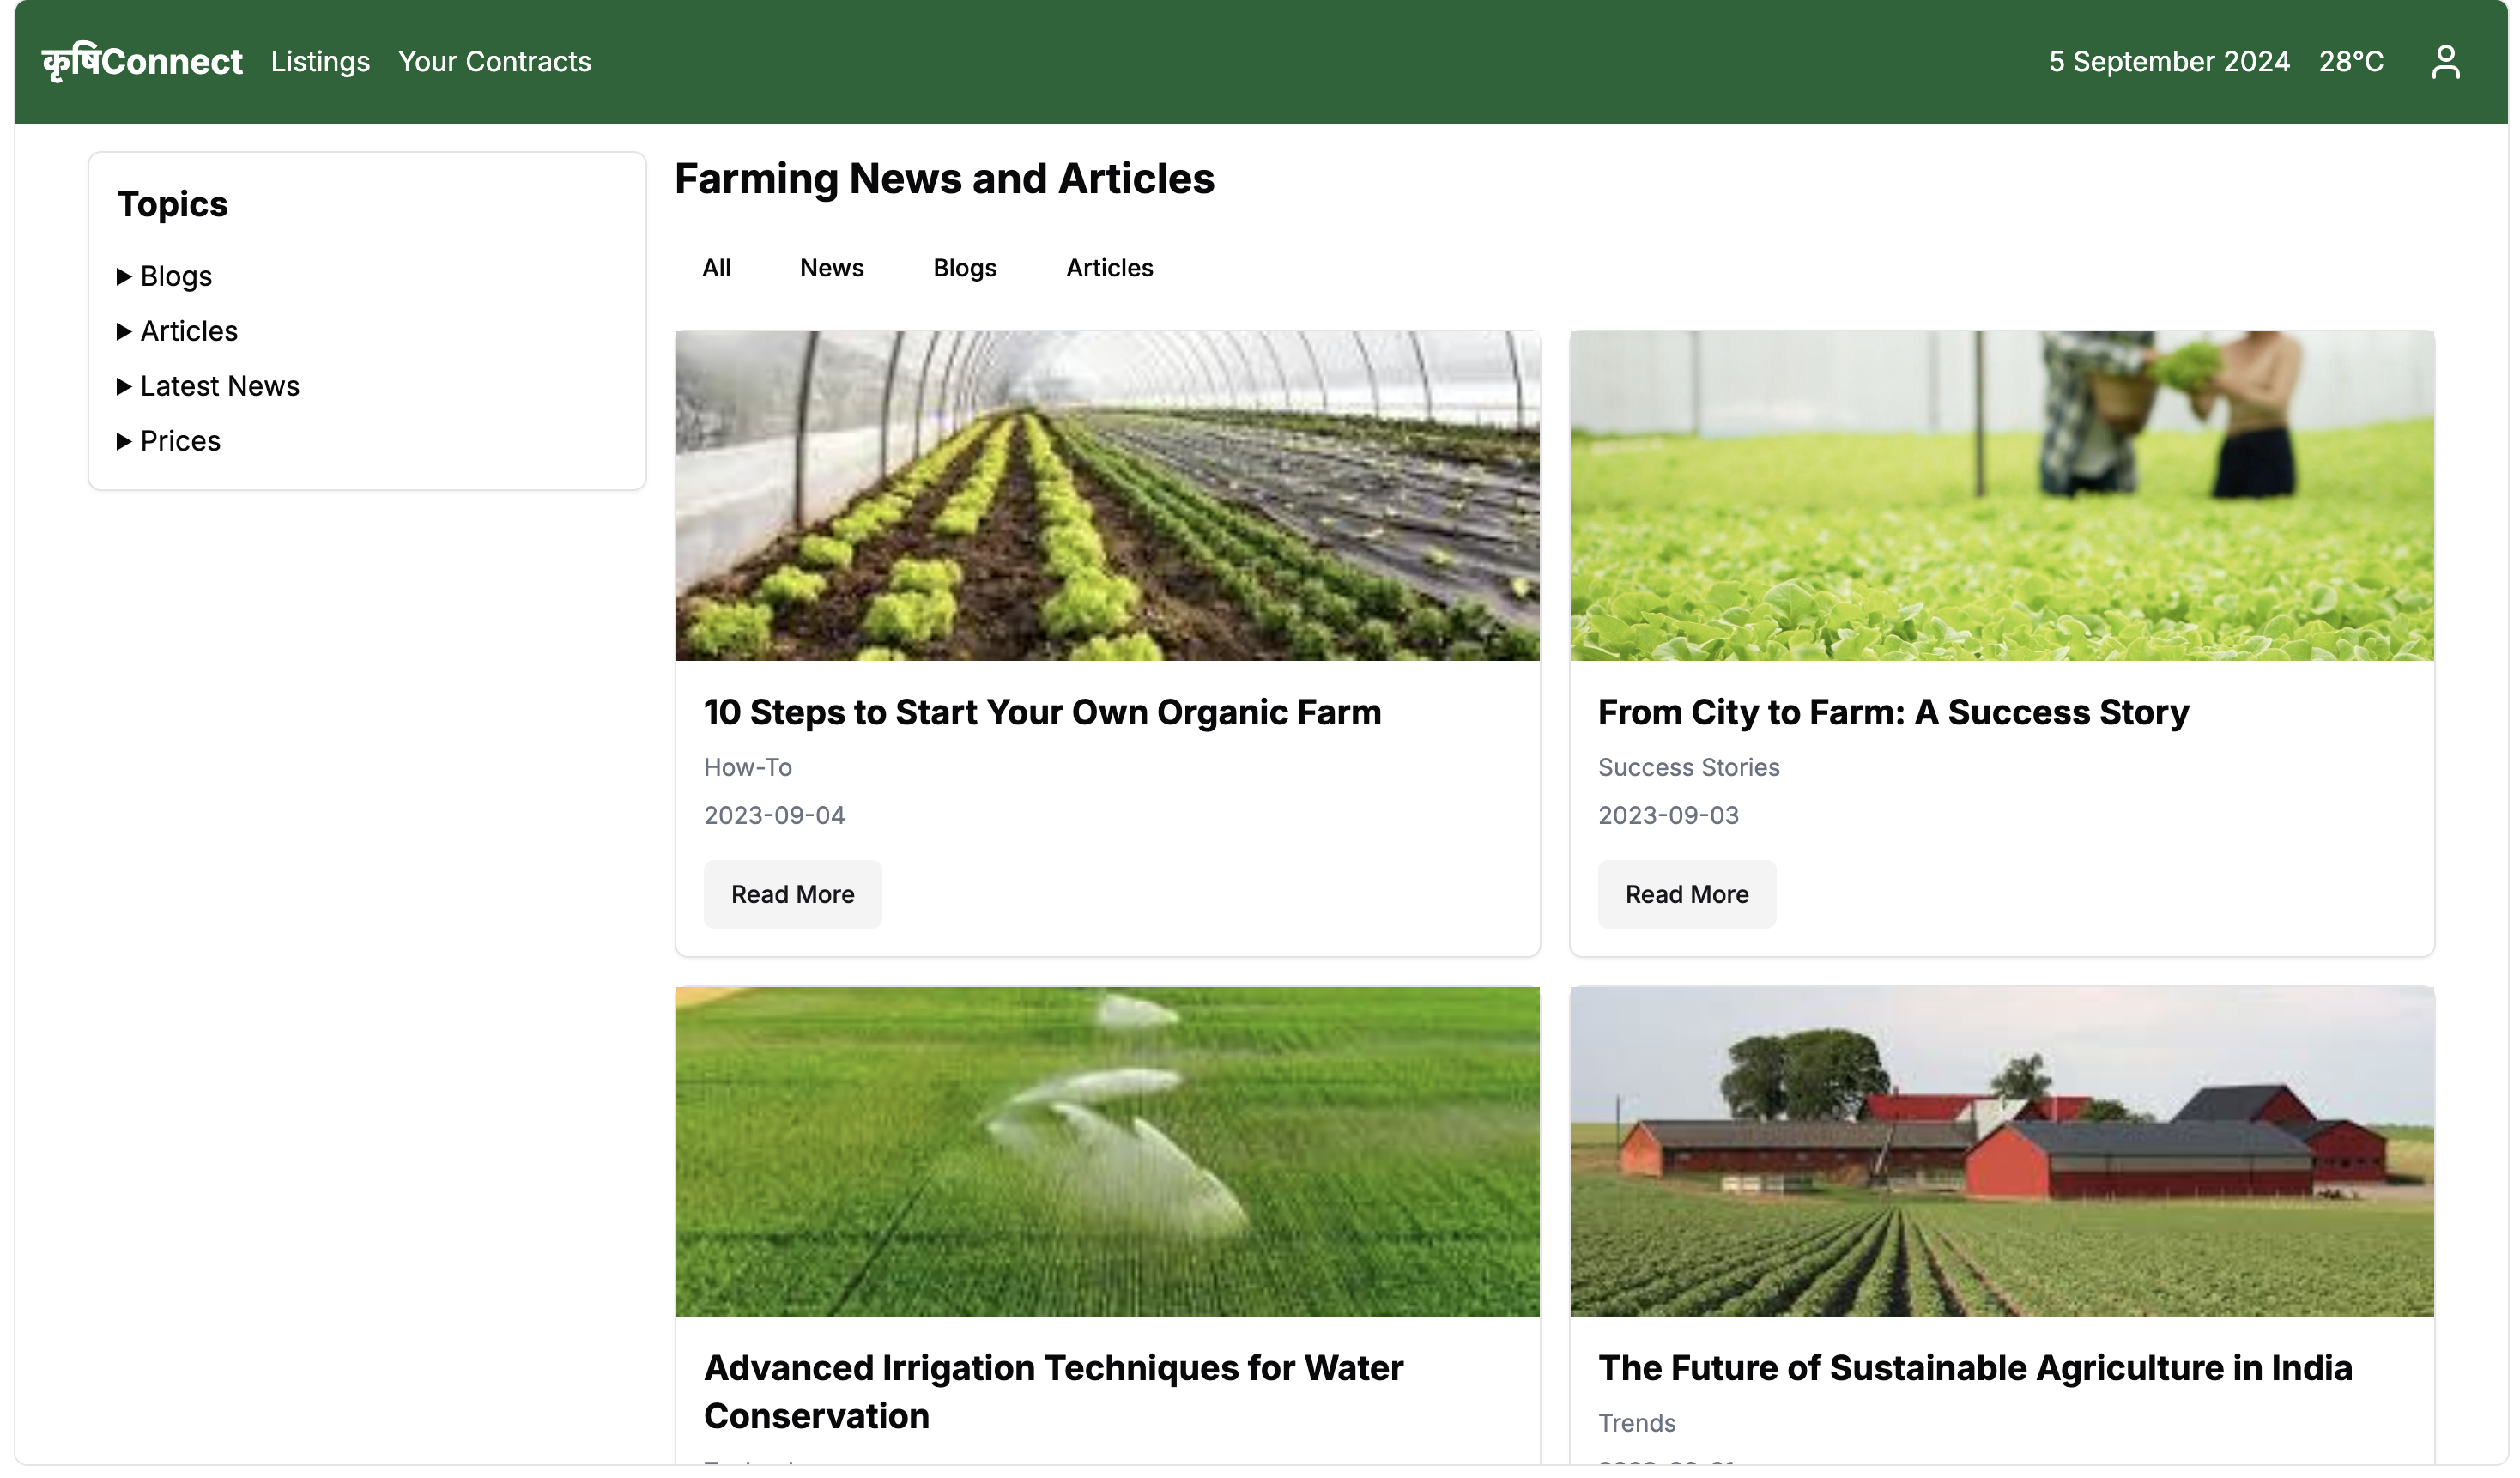 कृषिConnect Listings Your Contracts 5 September 2024 28°C
Topics
▶ Blogs
▶ Articles
▶ Latest News
▶ Prices
Farming News and Articles
All News Blogs Articles
10 Steps to Start Your Own Organic Farm
How-To
2023-09-04
Read More
From City to Farm: A Success Story
Success Stories
2023-09-03
Read More
Advanced Irrigation Techniques for Water
Conservation
The Future of Sustainable Agriculture in India
Trends